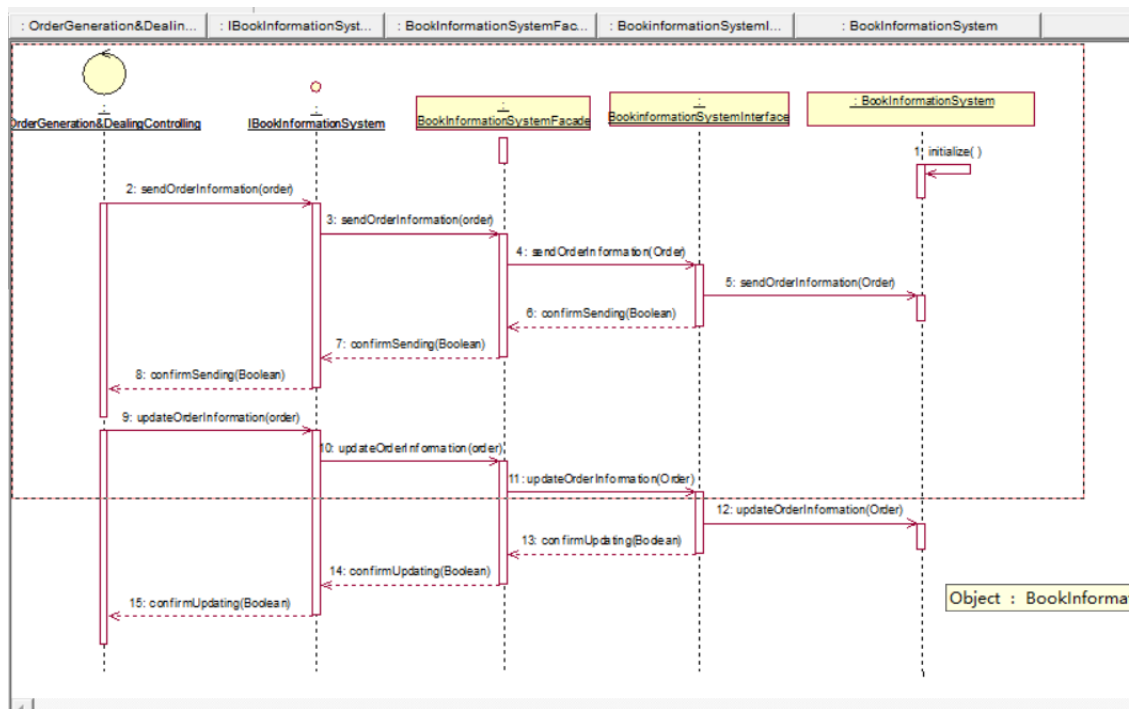 : OrderGeneration&Dealin...
: IBookInformationSyst...
: BookInformationSystemFac...
: BookinformationSystemI...
: BookInformationSystem
:
OrderGeneration&DealingControlling
:
IBookInformationSystem
:
BookInformationSystemFacade
:
BookinformationSystemInterface
: BookInformationSystem
1: initialize( )
2: sendOrderInformation(order)
3: sendOrderInformation(order)
4: sendOrderInformation(Order)
5: sendOrderInformation(Order)
6: confirmSending(Boolean)
7: confirmSending(Boolean)
8: confirmSending(Boolean)
9: updateOrderInformation(order)
10: updateOrderInformation(order)
11: updateOrderInformation(Order)
12: updateOrderInformation(Order)
13: confirmUpdating(Boolean)
14: confirmUpdating(Boolean)
15: confirmUpdating(Boolean)
Object : BookInformat